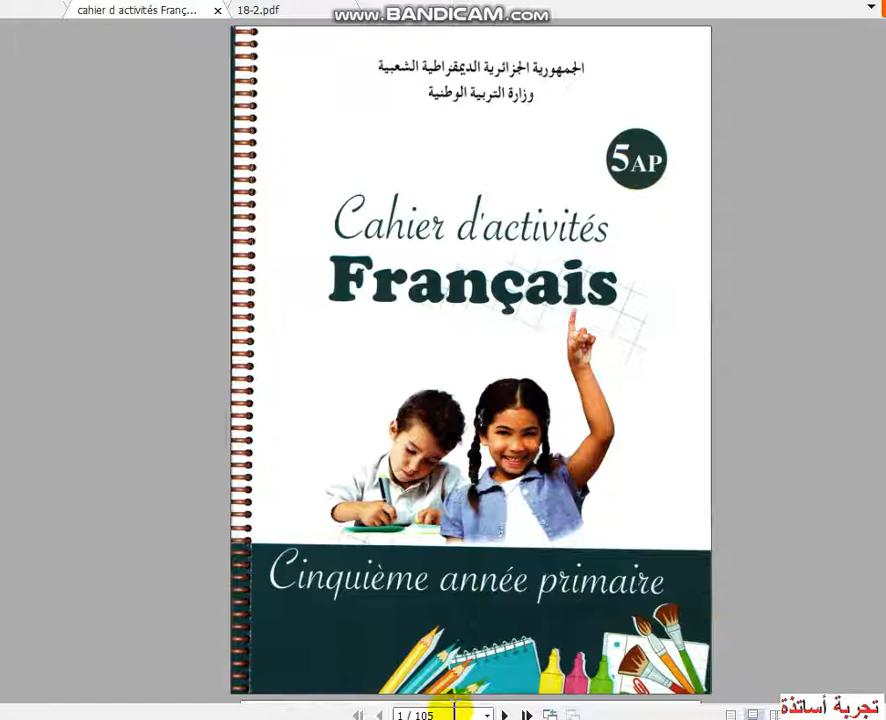 cahier d activités Franç...
18-2.pdf
www.BANDICAM.com
الجمهورية الجزائرية الديمقراطية الشعبية
وزارة التربية الوطنية
5AP
Cahier d'activités
Français
Cinquième année primaire
1 / 105
تجربة أساتذة